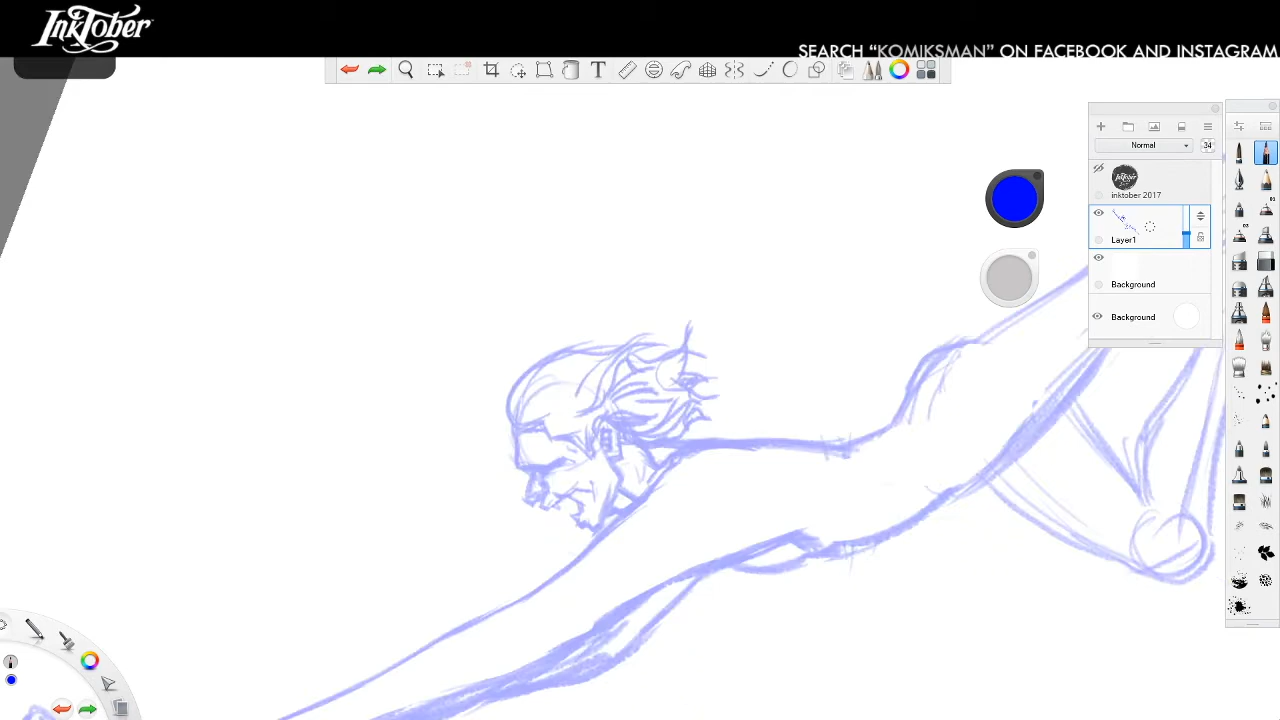 INKTOBER
SEARCH “KOMIKSMAN” ON FACEBOOK AND INSTAGRAM
Normal
34
inktober 2017
Layer1
Background
Background